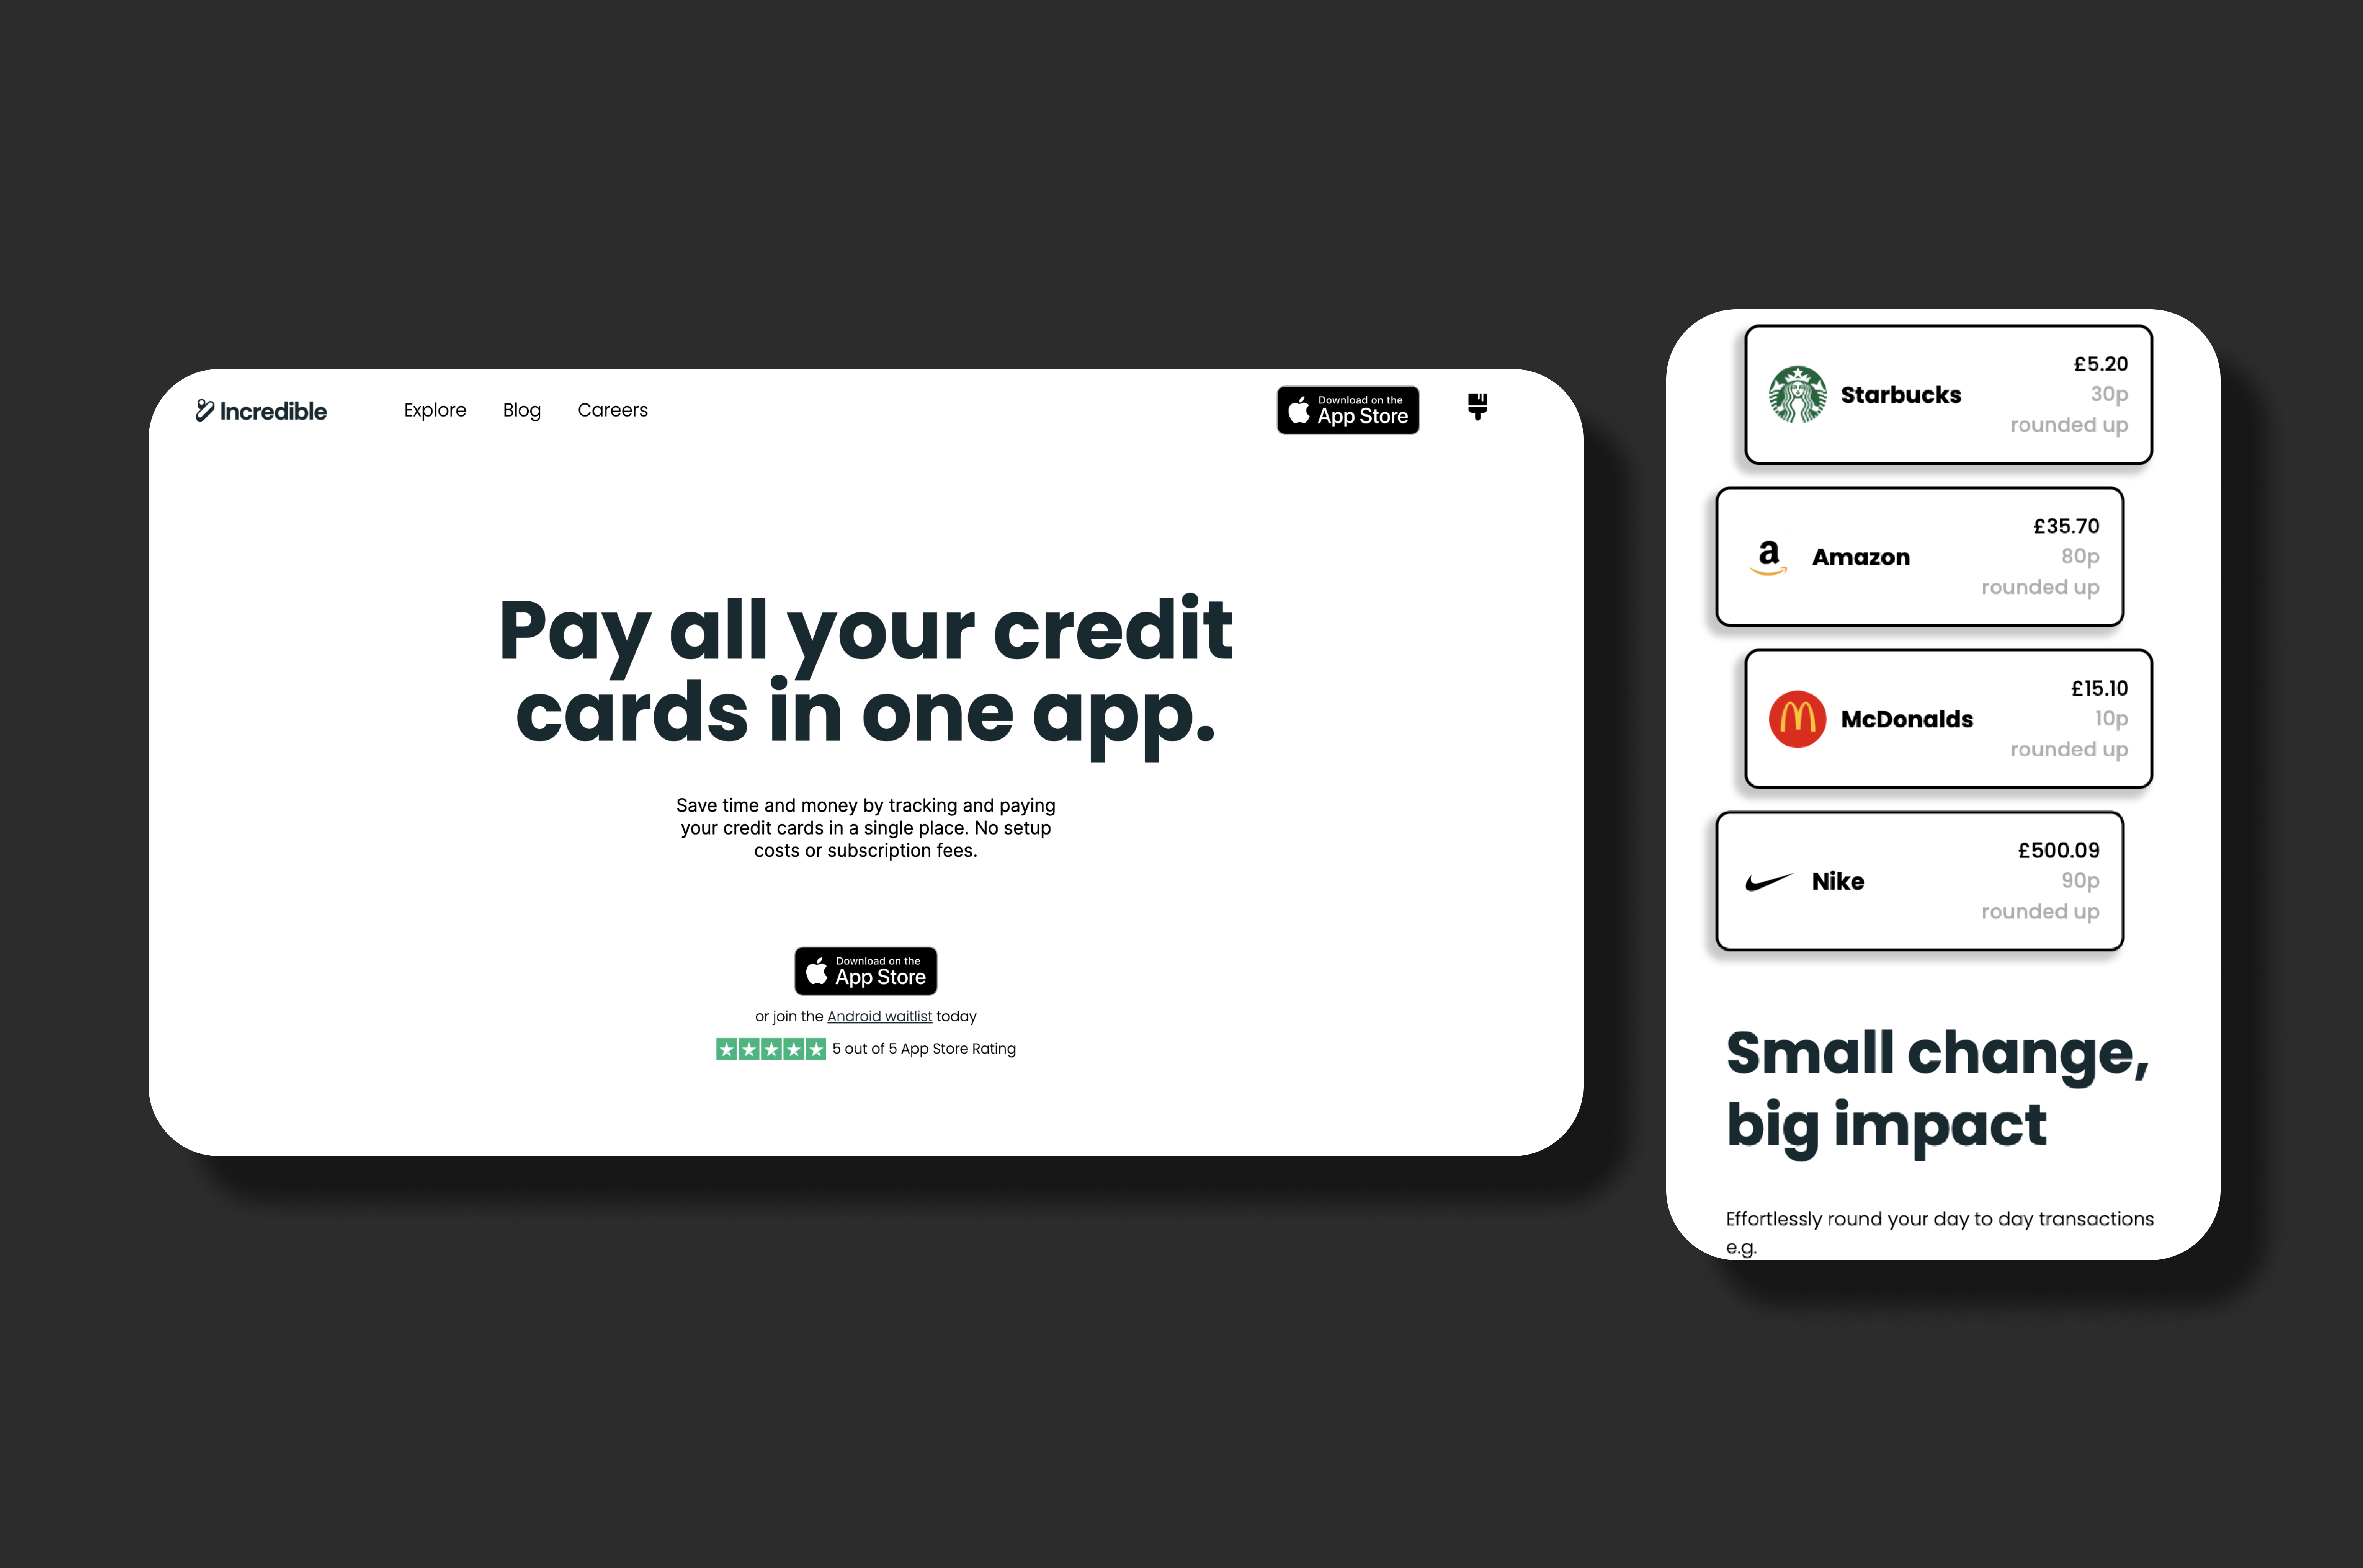 Incredible
Explore
Blog
Careers
Download on the
App Store
Pay all your credit
cards in one app.
Save time and money by tracking and paying
your credit cards in a single place. No setup
costs or subscription fees.
Download on the
App Store
or join the Android waitlist today
5 out of 5 App Store Rating
£5.20
Starbucks
30p
rounded up
£35.70
a
Amazon
80p
rounded up
£15.10
McDonalds
10p
rounded up
£500.09
Nike
90p
rounded up
Small change,
big impact
Effortlessly round your day to day transactions
e.g.